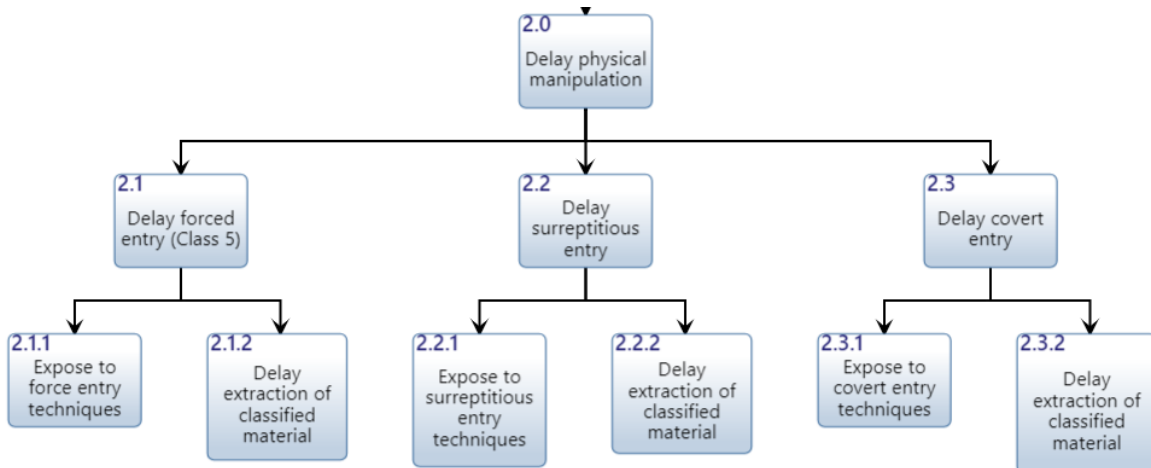 2.0
Delay physical
manipulation
2.1
Delay forced
entry (Class 5)
2.2
Delay
surreptitious
entry
2.3
Delay covert
entry
2.1.1
Expose to
force entry
techniques
2.1.2
Delay
extraction of
classified
material
2.2.1
Expose to
surreptitious
entry
techniques
2.2.2
Delay
extraction of
classified
material
2.3.1
Expose to
covert entry
techniques
2.3.2
Delay
extraction of
classified
material